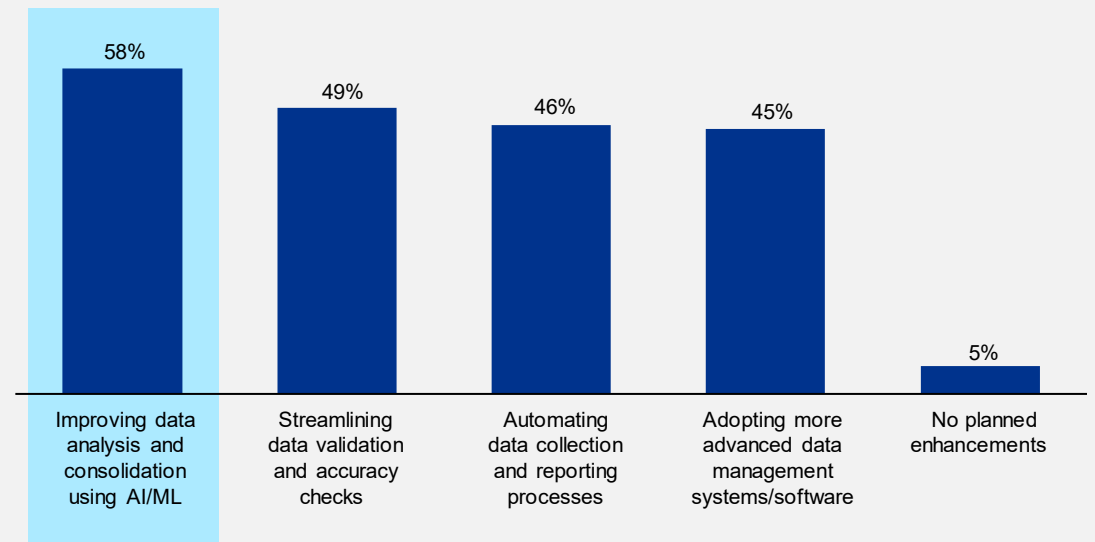 58%
49%
46%
45%
5%
Improving data
analysis and
consolidation
using AI/ML
Streamlining
data validation
and accuracy
checks
Automating
data collection
and reporting
processes
Adopting more
advanced data
management
systems/software
No planned
enhancements